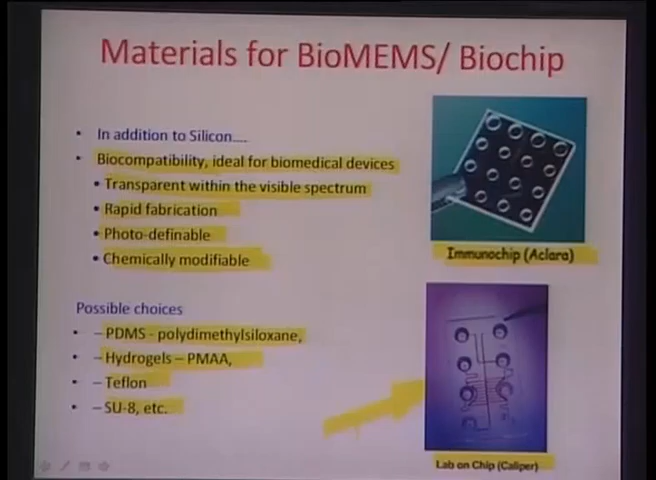 Materials for BioMEMS/ Biochip
• In addition to Silicon....
• Biocompatibility, ideal for biomedical devices
• Transparent within the visible spectrum
• Rapid fabrication
• Photo-definable
• Chemically modifiable
Immunochip (Aclara)
Possible choices
• – PDMS - polydimethylsiloxane,
• – Hydrogels – PMAA,
• – Teflon
• – SU-8, etc.
Lab on Chip (Caliper)